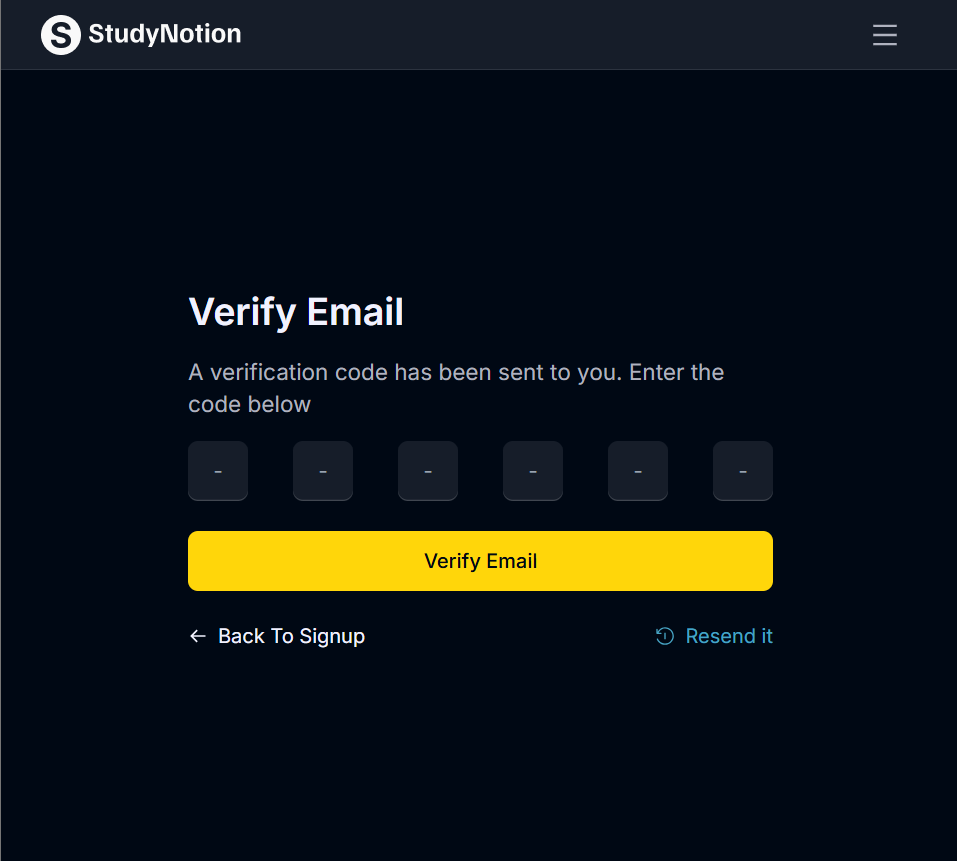 S StudyNotion
Verify Email
A verification code has been sent to you. Enter the
code below
- - - - - -
Verify Email
Back To Signup
Resend it